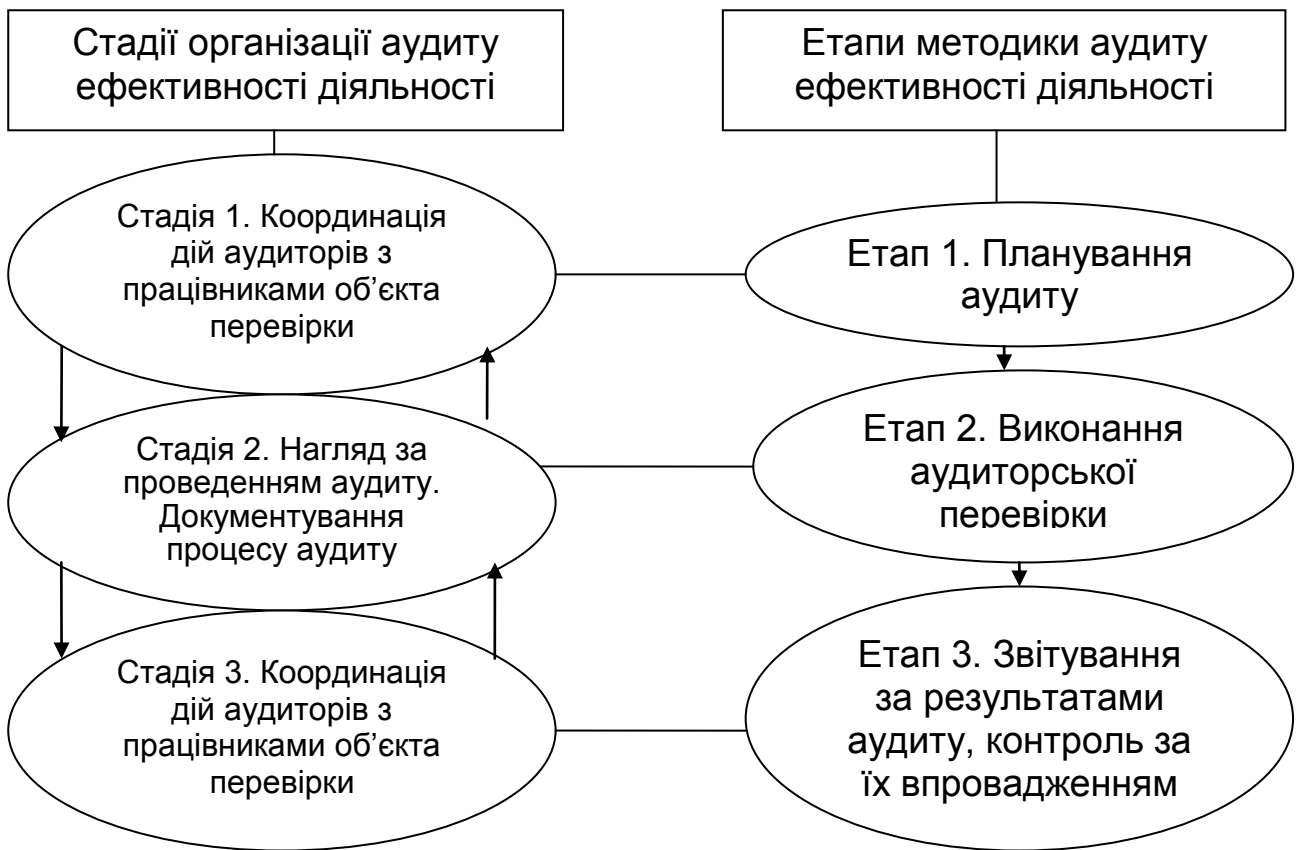 Стадії організації аудиту
ефективності діяльності
Етапи методики аудиту
ефективності діяльності
Стадія 1. Координація
дій аудиторів з
працівниками об’єкта
перевірки
Етап 1. Планування
аудиту
Стадія 2. Нагляд за
проведенням аудиту.
Документування
процесу аудиту
Етап 2. Виконання
аудиторської
перевірки
Стадія 3. Координація
дій аудиторів з
працівниками об’єкта
перевірки
Етап 3. Звітування
за результатами
аудиту, контроль за
їх впровадженням